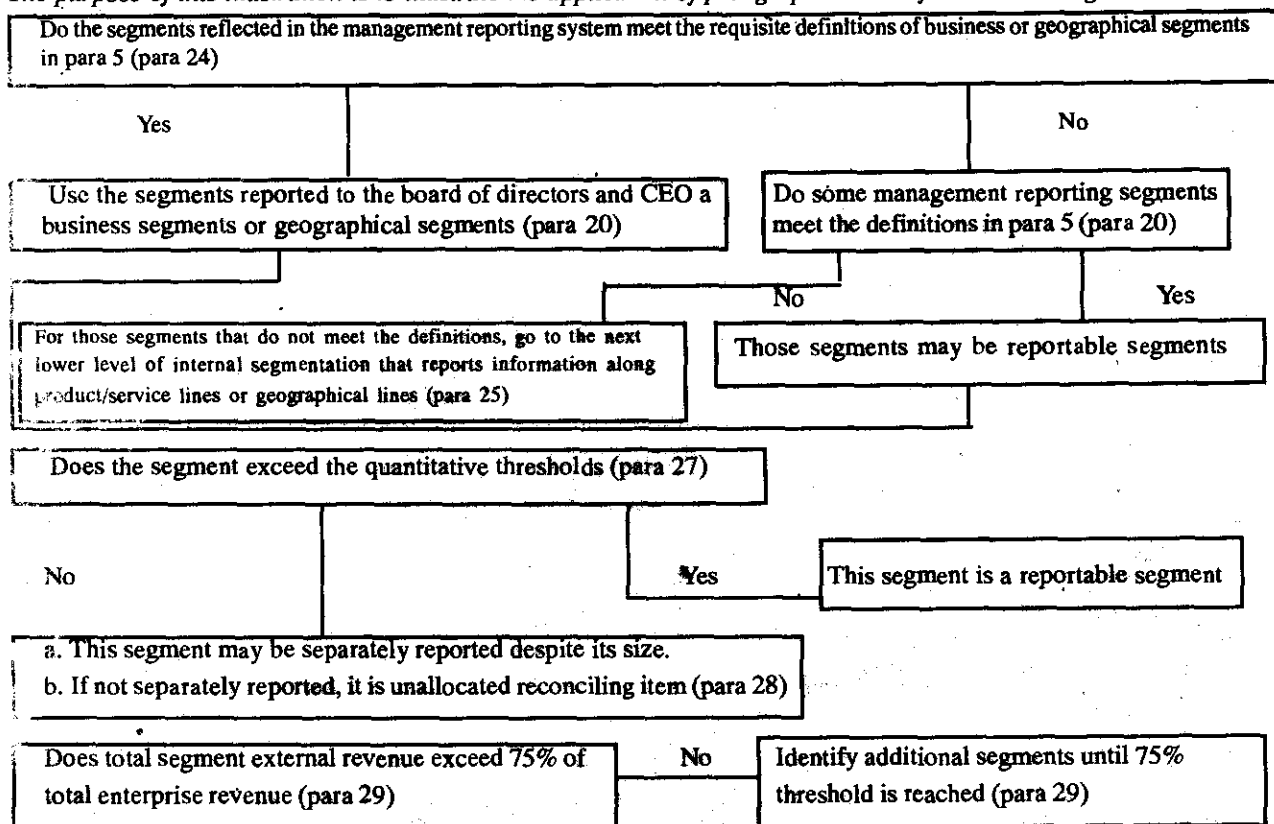 Do the segments reflected in the management reporting system meet the requisite definitions of business or geographical segments
in para 5 (para 24)
Yes
No
Use the segments reported to the board of directors and CEO a
business segments or geographical segments (para 20)
Do some management reporting segments
meet the definitions in para 5 (para 20)
No
Yes
For those segments that do not meet the definitions, go to the next
lower level of internal segmentation that reports information along
product/service lines or geographical lines (para 25)
Those segments may be reportable segments
Does the segment exceed the quantitative thresholds (para 27)
No
Yes
This segment is a reportable segment
a. This segment may be separately reported despite its size.
b. If not separately reported, it is unallocated reconciling item (para 28)
Does total segment external revenue exceed 75% of
total enterprise revenue (para 29)
No
Identify additional segments until 75%
threshold is reached (para 29)